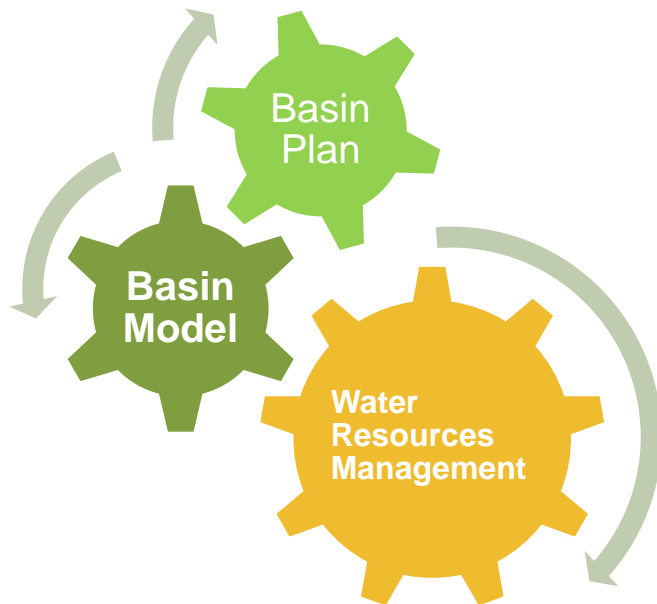 Basin
Plan
Basin
Model
Water
Resources
Management